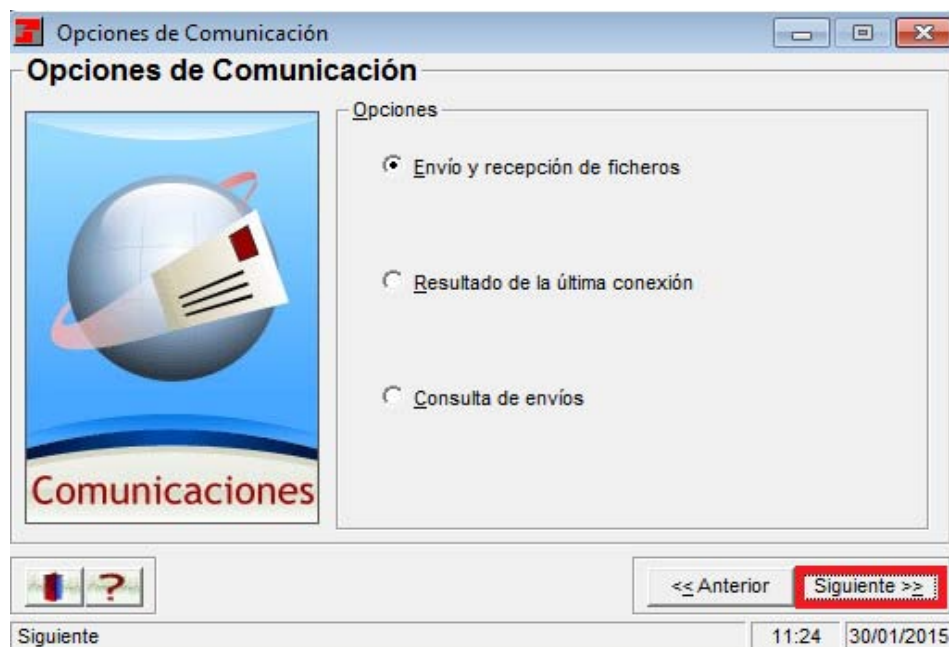 Opciones de Comunicación
Opciones de Comunicación
Opciones
Envío y recepción de ficheros
Resultado de la última conexión
Consulta de envíos
Comunicaciones
?
<< Anterior
Siguiente >>
Siguiente
11:24
30/01/2015